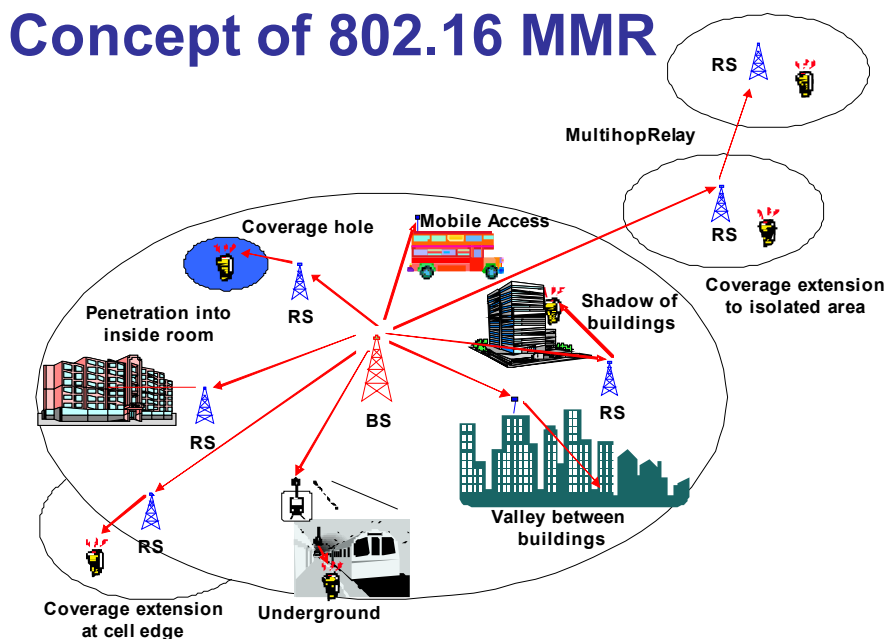 Concept of 802.16 MMR
RS
MultihopRelay
RS
Coverage extension
to isolated area
Mobile Access
Coverage hole
RS
Penetration into
inside room
RS
BS
Shadow of
buildings
RS
Valley between
buildings
RS
Coverage extension
at cell edge
Underground